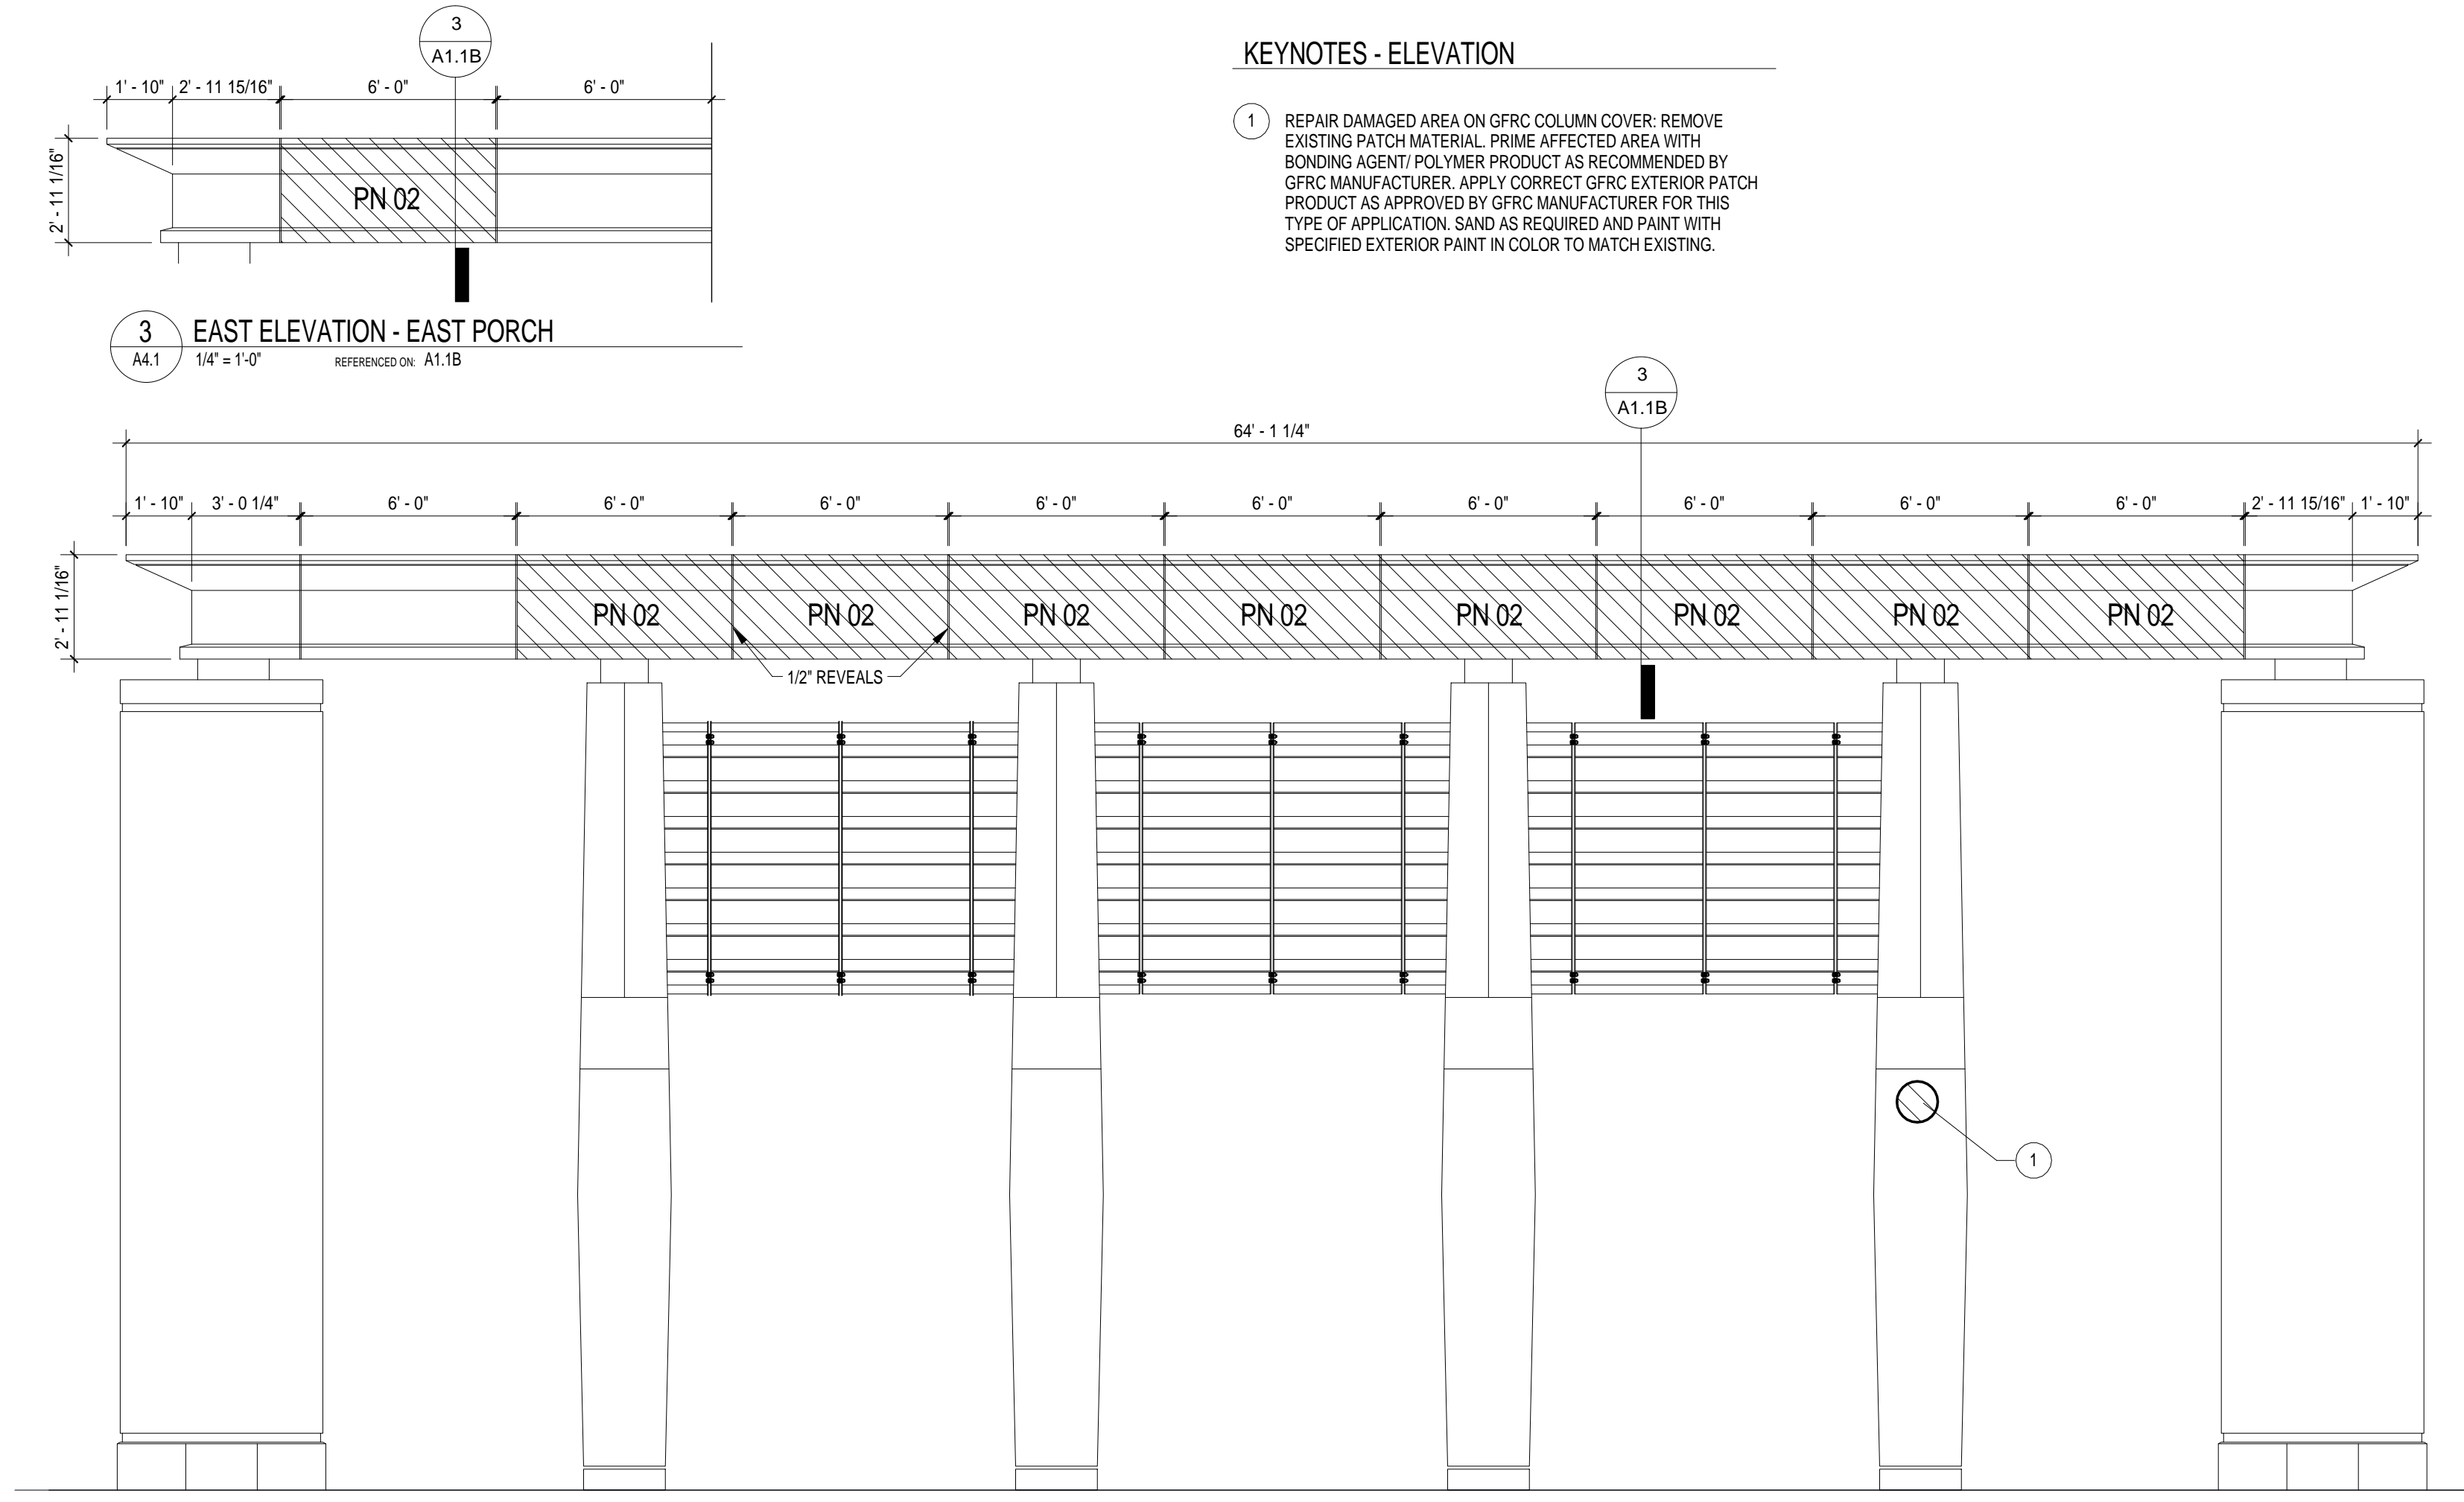 3
A1.1B
1' - 10" 2' - 11 15/16" 6' - 0" 6' - 0"
2' - 11 1/16"
PN 02
3
A4.1
EAST ELEVATION - EAST PORCH
1/4" = 1'-0" REFERENCED ON: A1.1B
KEYNOTES - ELEVATION
1
REPAIR DAMAGED AREA ON GFRC COLUMN COVER: REMOVE
EXISTING PATCH MATERIAL. PRIME AFFECTED AREA WITH
BONDING AGENT/ POLYMER PRODUCT AS RECOMMENDED BY
GFRC MANUFACTURER. APPLY CORRECT GFRC EXTERIOR PATCH
PRODUCT AS APPROVED BY GFRC MANUFACTURER FOR THIS
TYPE OF APPLICATION. SAND AS REQUIRED AND PAINT WITH
SPECIFIED EXTERIOR PAINT IN COLOR TO MATCH EXISTING.
3
A1.1B
64' - 1 1/4"
1' - 10" 3' - 0 1/4" 6' - 0" 6' - 0" 6' - 0" 6' - 0" 6' - 0" 6' - 0" 6' - 0" 6' - 0" 6' - 0" 2' - 11 15/16" 1' - 10"
2' - 11 1/16"
PN 02 PN 02 PN 02 PN 02 PN 02 PN 02 PN 02 PN 02
1/2" REVEALS
1